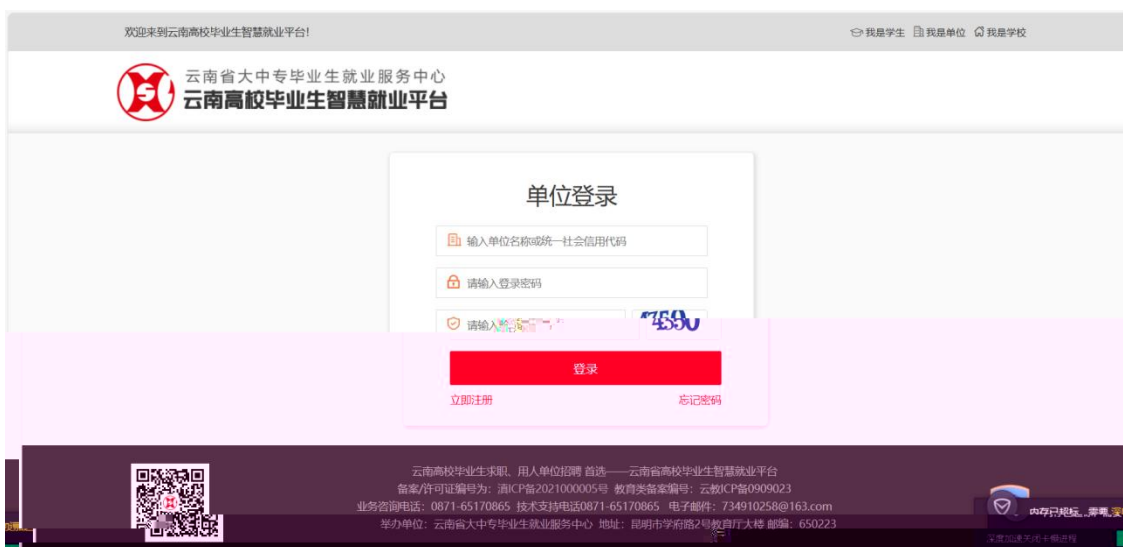 欢迎来到云南高校毕业生智慧就业平台!
我是学生 我是单位 我是学校
云南省大中专毕业生就业服务中心
云南高校毕业生智慧就业平台
单位登录
输入单位名称或统一社会信用代码
请输入登录密码
请输入
登录
立即注册 忘记密码
云南高校毕业生求职、用人单位招聘 首选——云南省高校毕业生智慧就业平台
备案/许可证编号为：滇ICP备2021000005号 教育类备案编号：云教ICP备0909023
业务咨询电话：0871-65170865 技术支持电话0871-65170865 电子邮件：734910258@163.com
举办单位：云南省大中专毕业生就业服务中心 地址：昆明市学府路2号教育厅大楼 邮编：650223
内存已超标